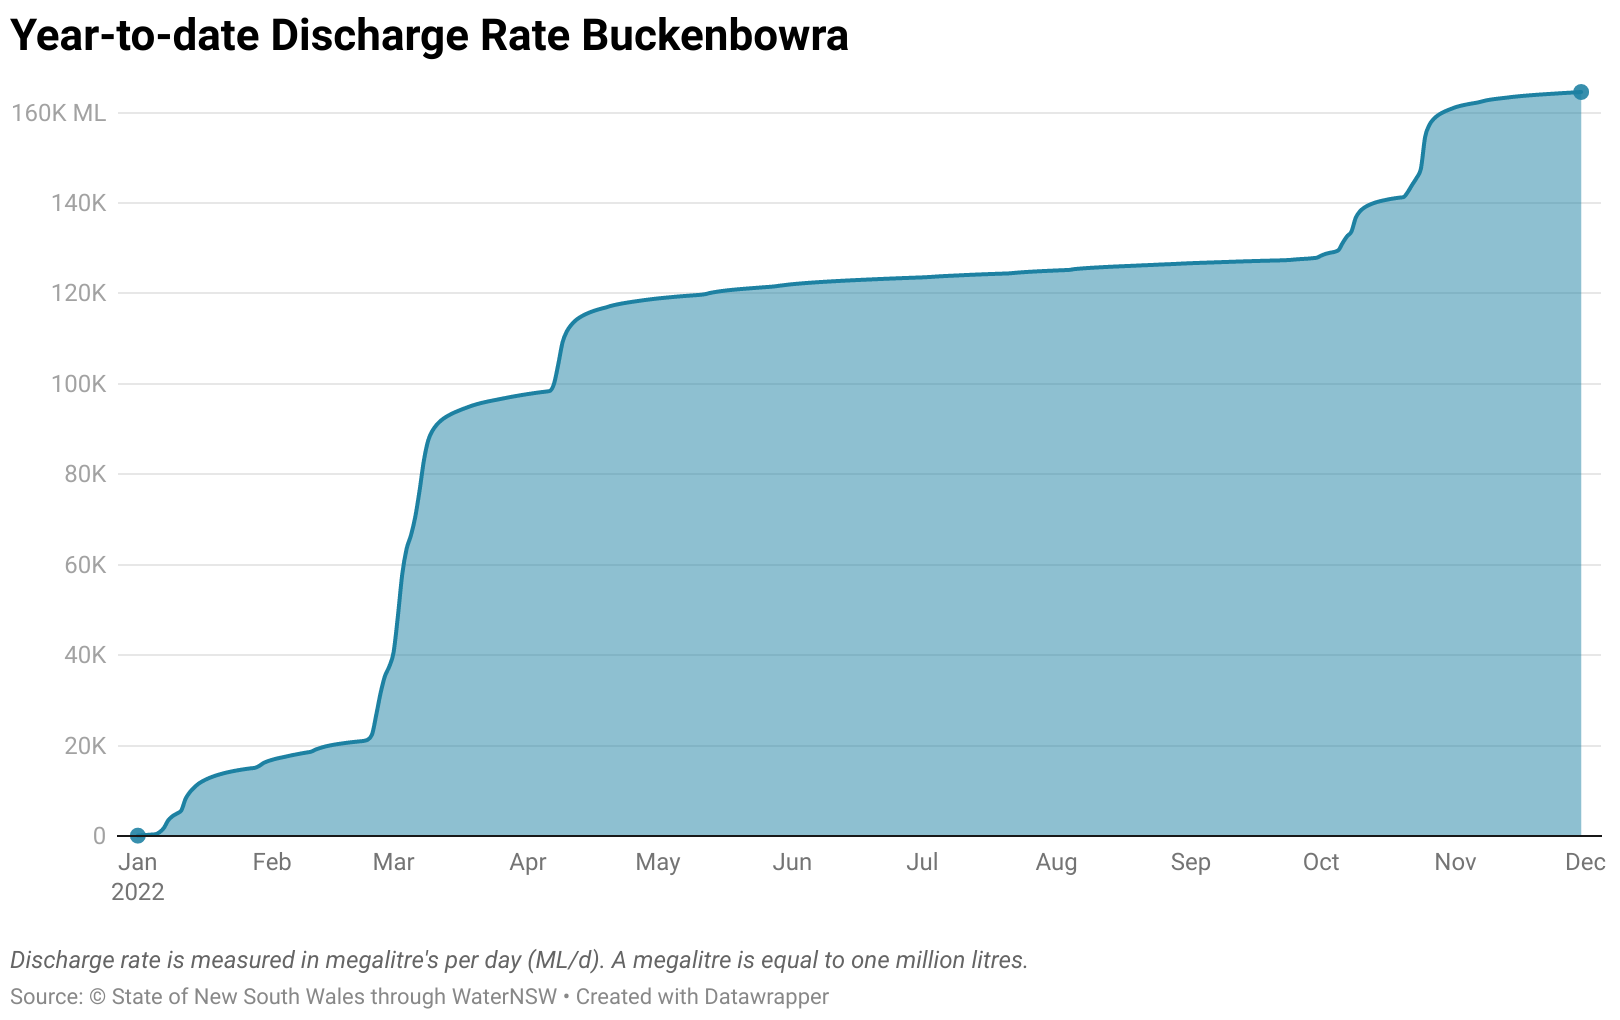 Year-to-date Discharge Rate Buckenbowra
160K ML
140K
120K
100K
80K
60K
40K
20K
0
Jan Feb Mar Apr May Jun Jul Aug Sep Oct Nov Dec
2022
Discharge rate is measured in megalitre's per day (ML/d). A megalitre is equal to one million litres.
Source: © State of New South Wales through WaterNSW • Created with Datawrapper